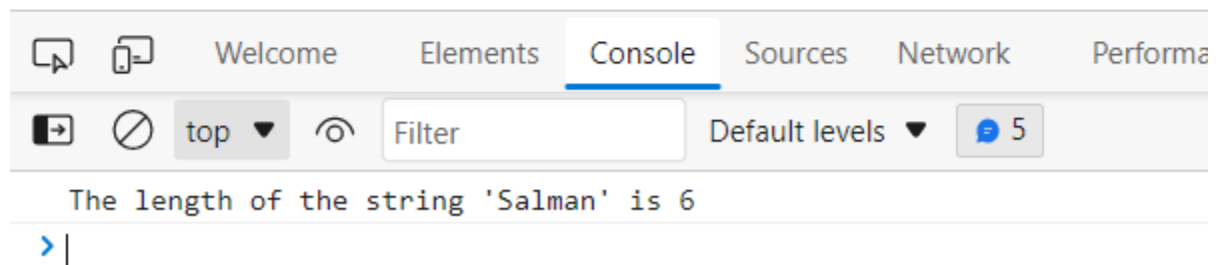 Welcome Elements Console Sources Network Performa
top Filter Default levels 5
The length of the string 'Salman' is 6
>